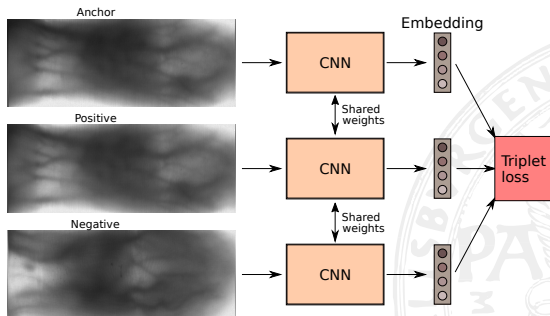 Anchor
Embedding
CNN
Shared
weights
Positive
CNN
Triplet
loss
Shared
weights
Negative
CNN